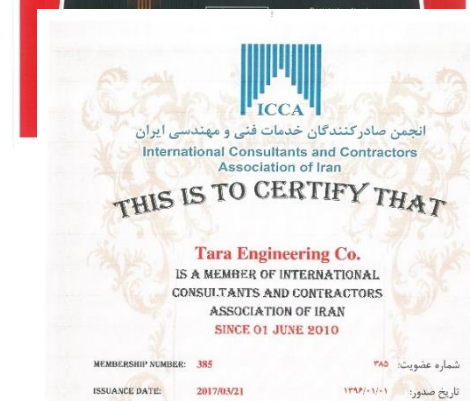 ICCA
انجمن صادرکنندگان خدمات فنی و مهندسی ایران
International Consultants and Contractors
Association of Iran
THIS IS TO CERTIFY THAT
Tara Engineering Co.
IS A MEMBER OF INTERNATIONAL
CONSULTANTS AND CONTRACTORS
ASSOCIATION OF IRAN
SINCE 01 JUNE 2010
MEMBERSHIP NUMBER: 385
شماره عضویت: ۳۸۵
ISSUANCE DATE: 2017/03/21
تاریخ صدور: ۱۳۹۶/۰۱/۰۱